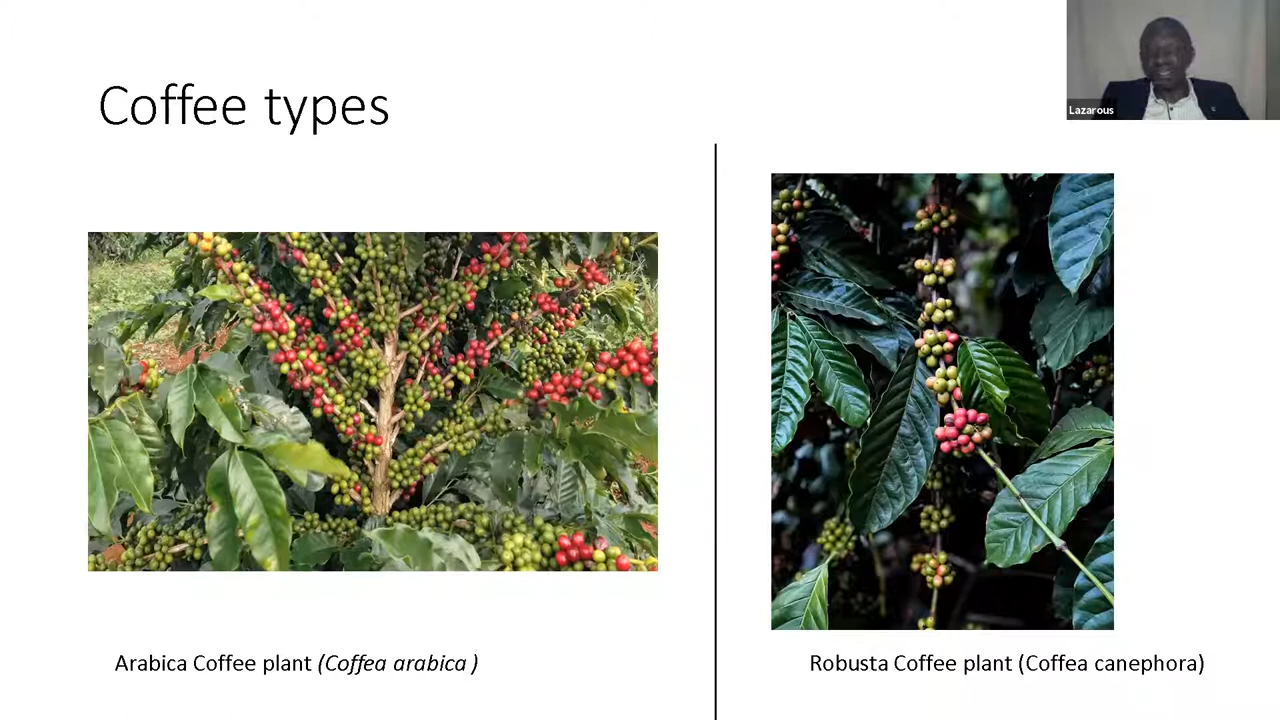 Coffee types
Lazarous
Arabica Coffee plant (Coffea arabica )
Robusta Coffee plant (Coffea canephora)